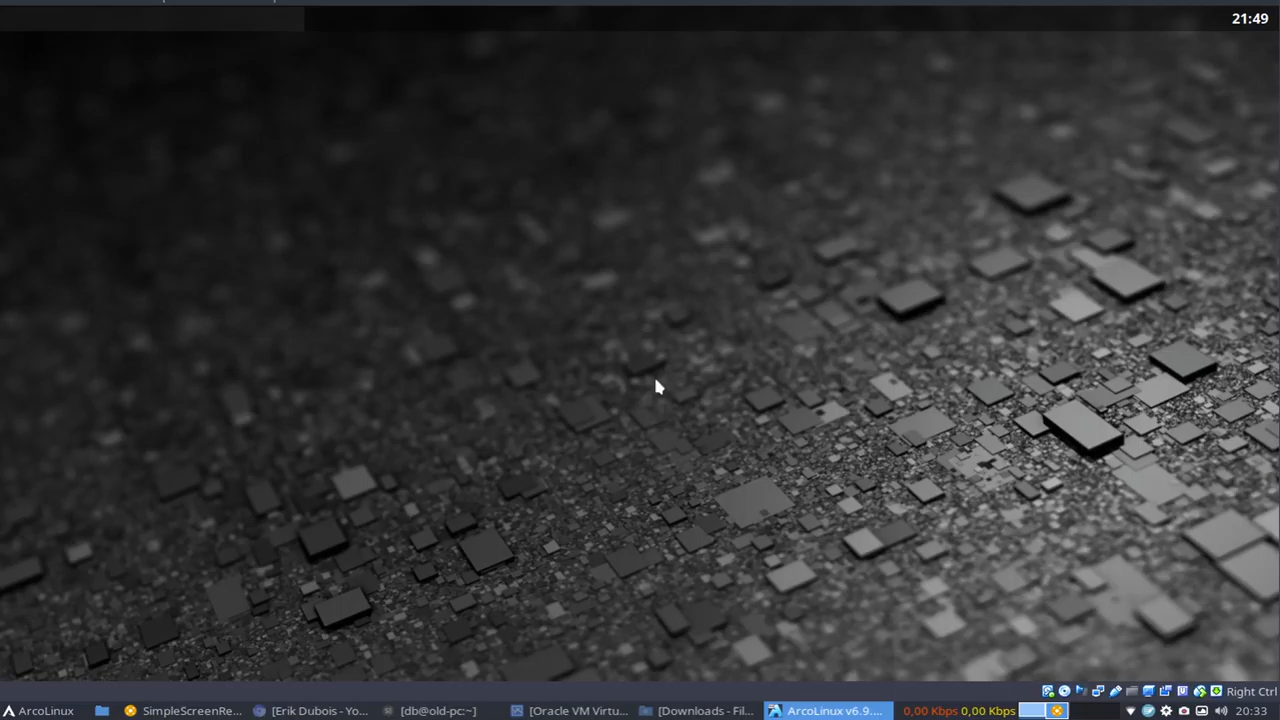 21:49
Right Ctrl
ArcoLinux
SimpleScreenRe...
[Erik Dubois - Yo...
[db@old-pc:~]
[Oracle VM Virtu...
[Downloads - Fil...
ArcoLinux v6.9....
0,00 Kbps 0,00 Kbps
20:33